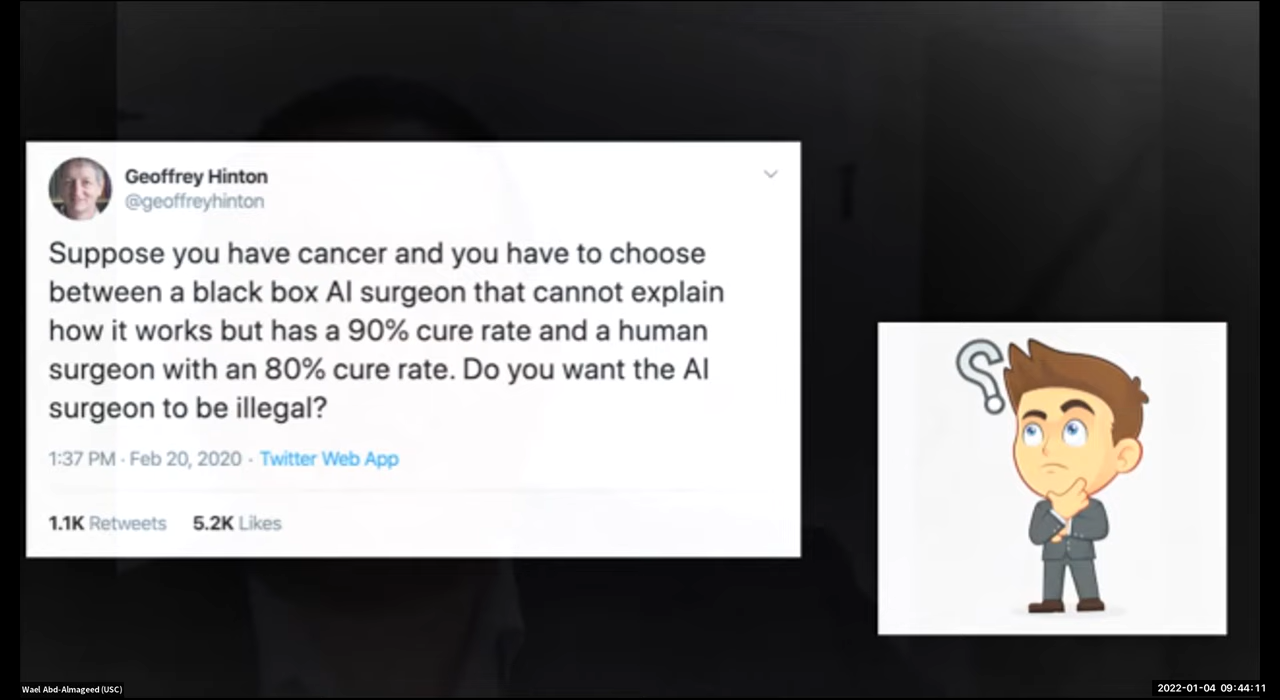 Geoffrey Hinton
@geoffreyhinton
Suppose you have cancer and you have to choose
between a black box AI surgeon that cannot explain
how it works but has a 90% cure rate and a human
surgeon with an 80% cure rate. Do you want the AI
surgeon to be illegal?
1:37 PM · Feb 20, 2020 · Twitter Web App
1.1K Retweets 5.2K Likes
Wael Abd-Almageed (USC)
2022-01-04 09:44:11